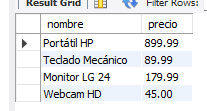 Result Grid Filter Rows:
nombre precio
Portátil HP 899.99
Teclado Mecánico 89.99
Monitor LG 24 179.99
Webcam HD 45.00